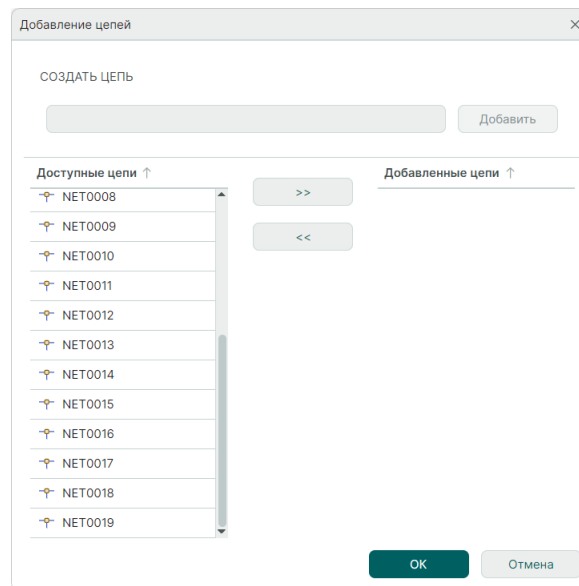 Добавление цепей
СОЗДАТЬ ЦЕПЬ
Добавить
Доступные цепи
NET0008
NET0009
NET0010
NET0011
NET0012
NET0013
NET0014
NET0015
NET0016
NET0017
NET0018
NET0019
>>
<<
Добавленные цепи
OK
Отмена